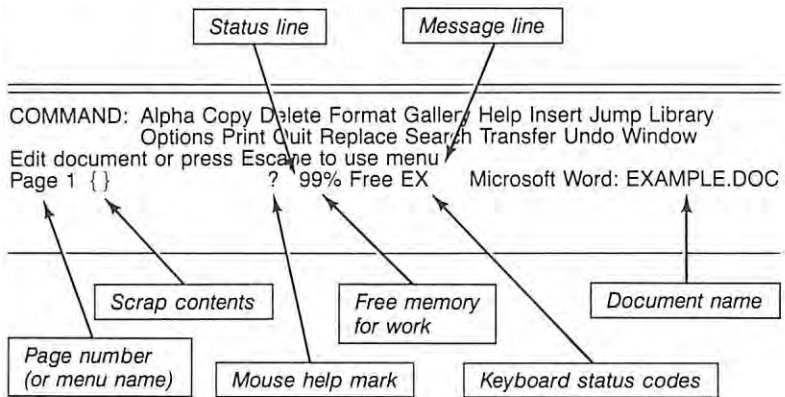 Status line
Message line
COMMAND: Alpha Copy Delete Format Gallery Help Insert Jump Library
Options Print Quit Replace Search Transfer Undo Window
Edit document or press Escape to use menu
Page 1 { } ? 99% Free EX Microsoft Word: EXAMPLE.DOC
Scrap contents
Free memory
for work
Document name
Page number
(or menu name)
Mouse help mark
Keyboard status codes